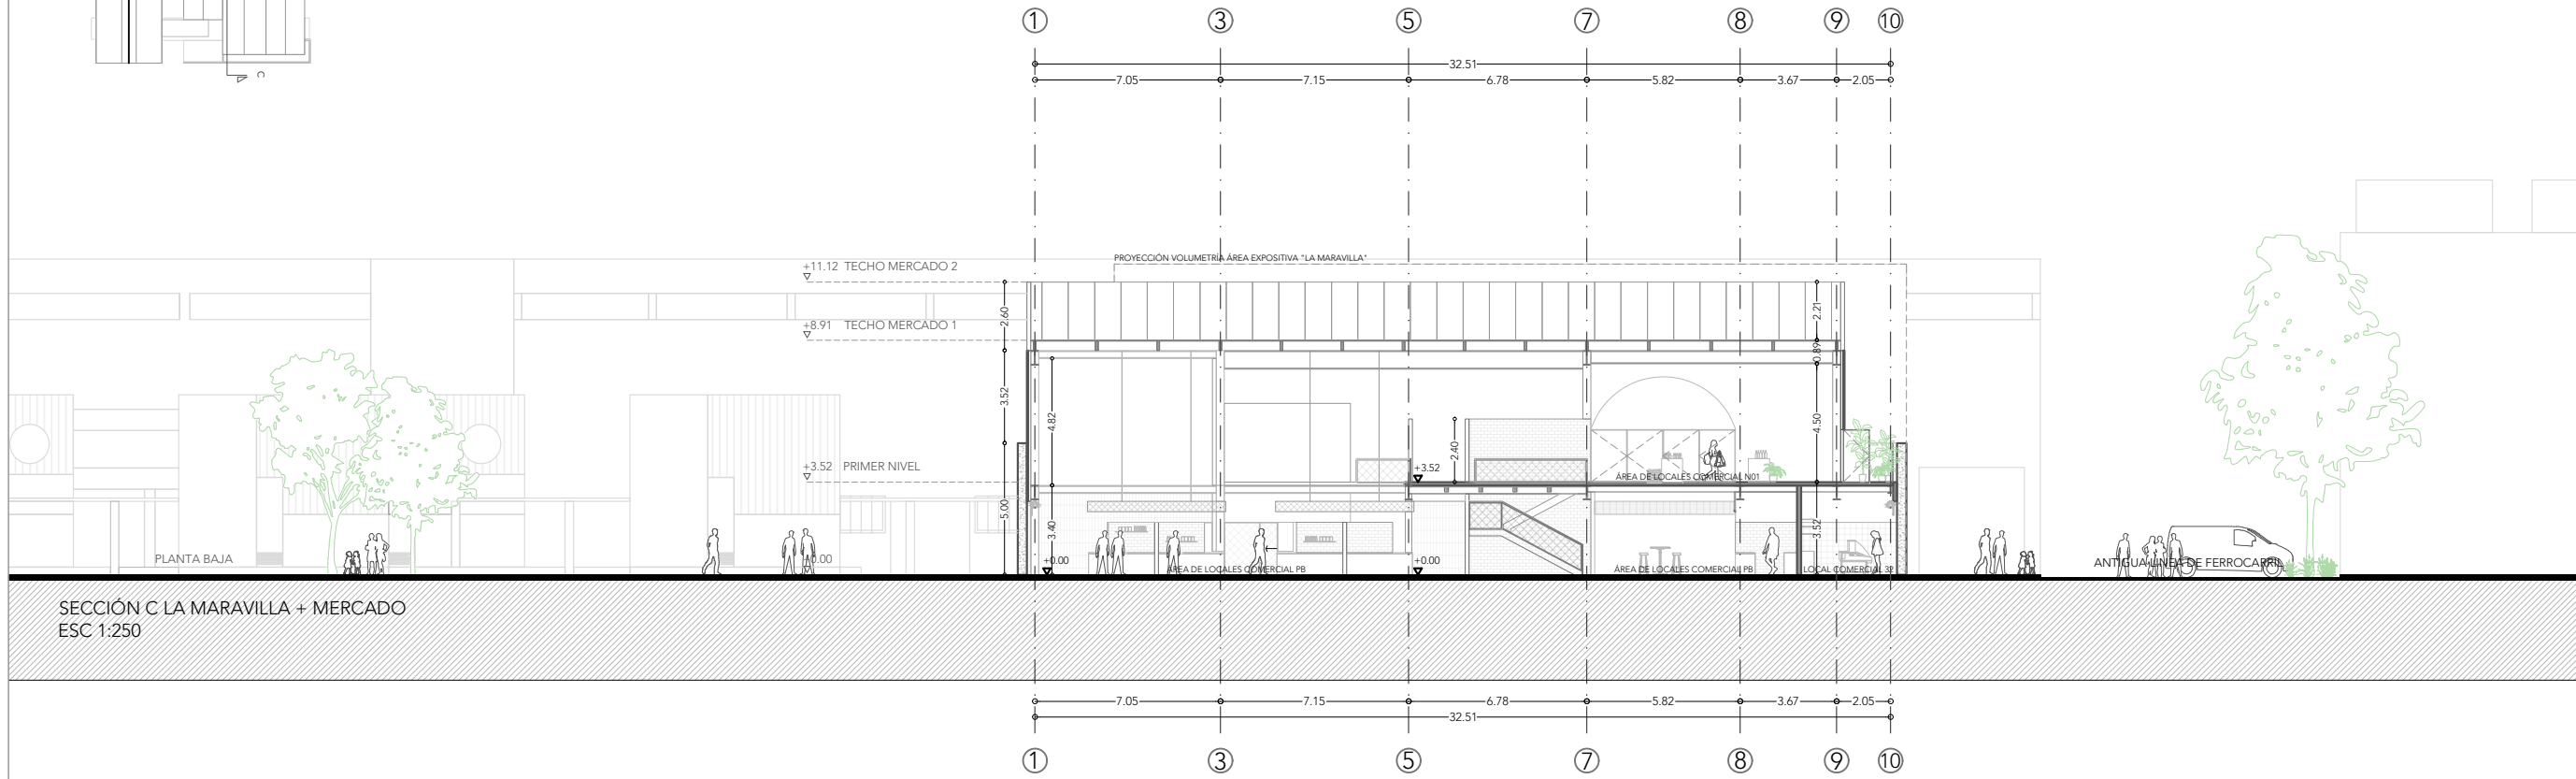 1 3 5 7 8 9 10
32.51
7.05 7.15 6.78 5.82 3.67 2.05
PROYECCIÓN VOLUMETRÍA ÁREA EXPOSITIVA "LA MARAVILLA"
+11.12 TECHO MERCADO 2
2.60
2.21
+8.91 TECHO MERCADO 1
0.89
3.52
4.82
4.50
2.40
+3.52 PRIMER NIVEL
+3.52
ÁREA DE LOCALES COMERCIAL N01
5.00
3.40
3.52
PLANTA BAJA
+0.00
+0.00
+0.00
ÁREA DE LOCALES COMERCIAL PB
ÁREA DE LOCALES COMERCIAL PB
LOCAL COMERCIAL 32
ANTIGUA LÍNEA DE FERROCARRIL
SECCIÓN C LA MARAVILLA + MERCADO
ESC 1:250
7.05 7.15 6.78 5.82 3.67 2.05
32.51
1 3 5 7 8 9 10